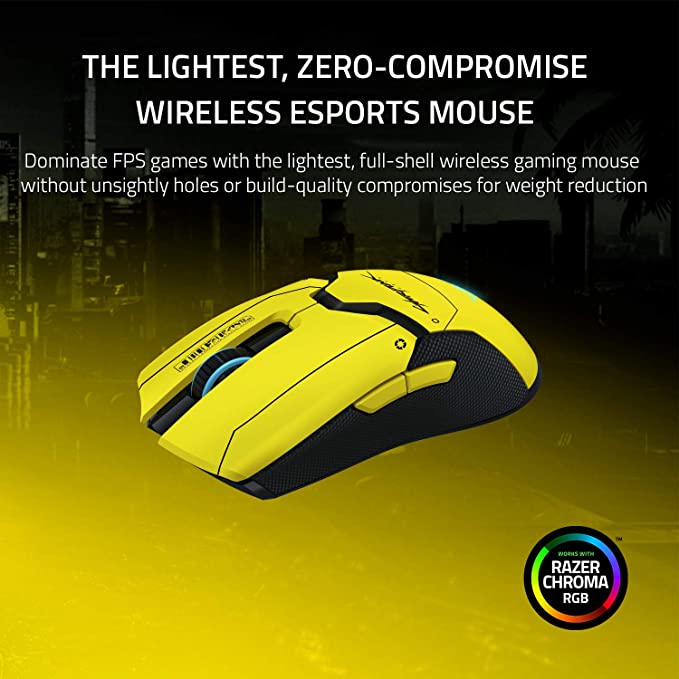 THE LIGHTEST, ZERO-COMPROMISE
WIRELESS ESPORTS MOUSE
Dominate FPS games with the lightest, full-shell wireless gaming mouse
without unsightly holes or build-quality compromises for weight reduction
WORKS WITH
RAZER
CHROMA
RGB
™